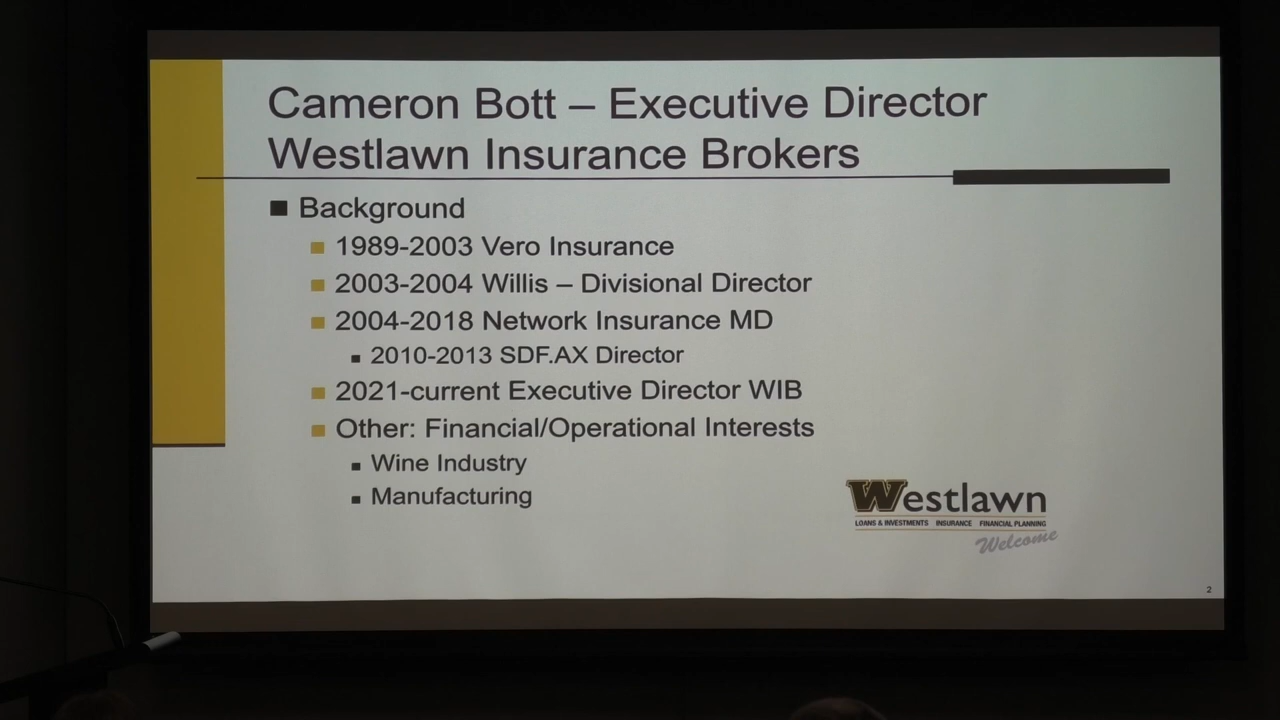 Cameron Bott – Executive Director
Westlawn Insurance Brokers
Background
1989-2003 Vero Insurance
2003-2004 Willis – Divisional Director
2004-2018 Network Insurance MD
2010-2013 SDF.AX Director
2021-current Executive Director WIB
Other: Financial/Operational Interests
Wine Industry
Manufacturing
Westlawn
LOANS & INVESTMENTS INSURANCE FINANCIAL PLANNING
Welcome
2